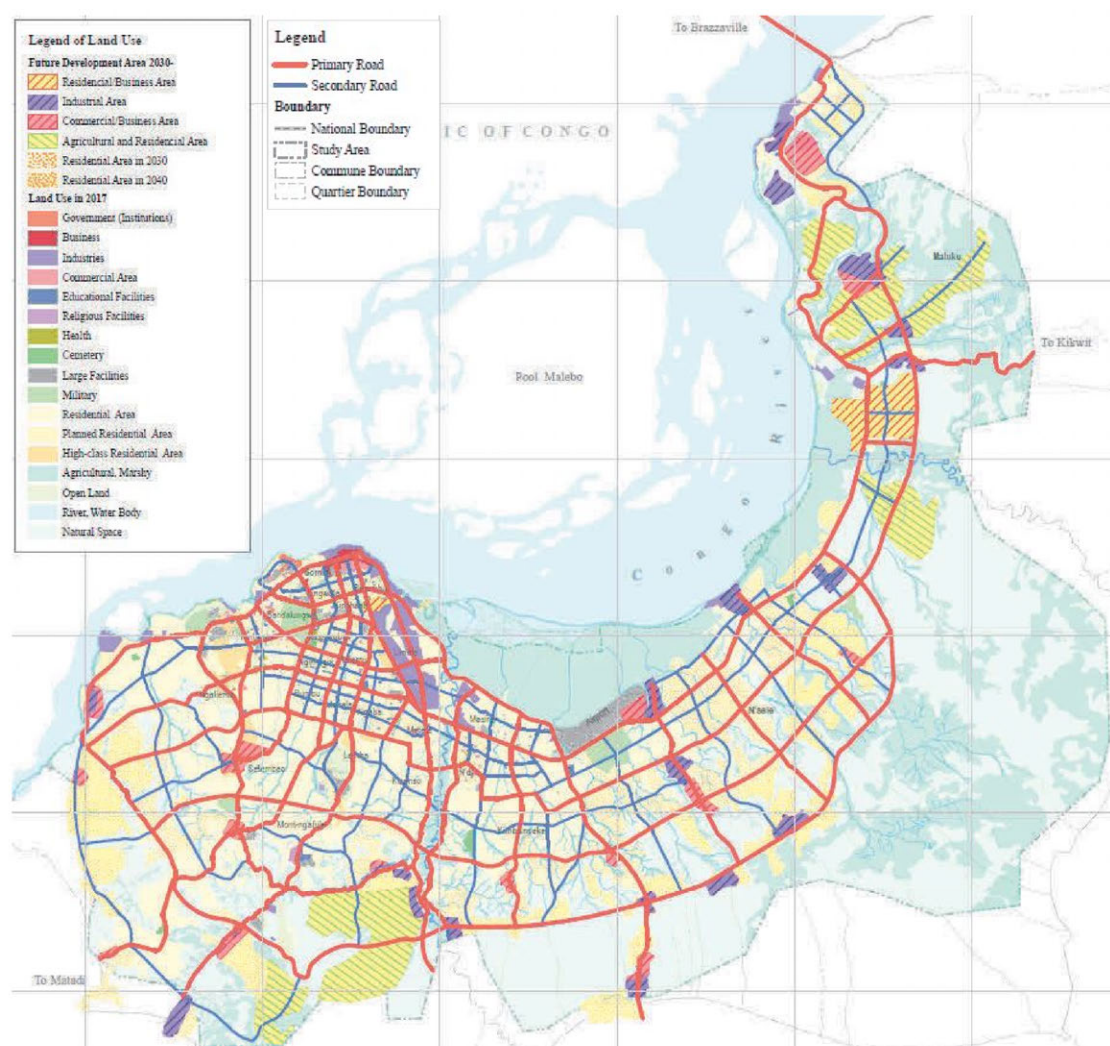 Legend of Land Use
Future Development Area 2030-
Residencial/Business Area
Industrial Area
Commercial/Business Area
Agricultural and Residencial Area
Residential Area in 2030
Residential Area in 2040
Land Use in 2017
Government (Institutions)
Business
Industries
Commercial Area
Educational Facilities
Religious Facilities
Health
Cemetery
Large Facilities
Military
Residential Area
Planned Residential Area
High-class Residential Area
Agricultural, Marshy
Open Land
River, Water Body
Natural Space
Legend
Primary Road
Secondary Road
Boundary
National Boundary
Study Area
Commune Boundary
Quartier Boundary
To Brazzaville
IC OF CONGO
Maluku
To Kikwit
Pool Malebo
Congo River
Airport
N'sele
Selembao
Kimbanseke
To Matadi